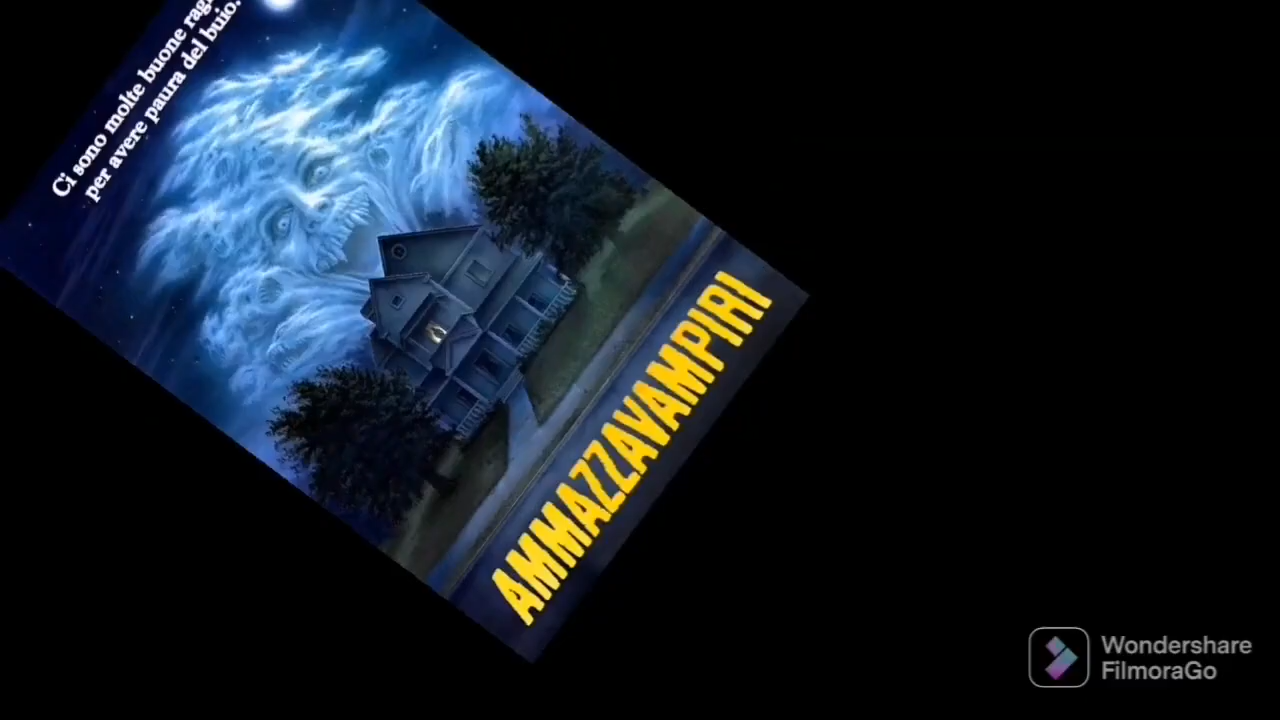 Ci sono molte buone
per avere paura del buio.
AMMAZZAVAMPIRI
Wondershare
FilmoraGo